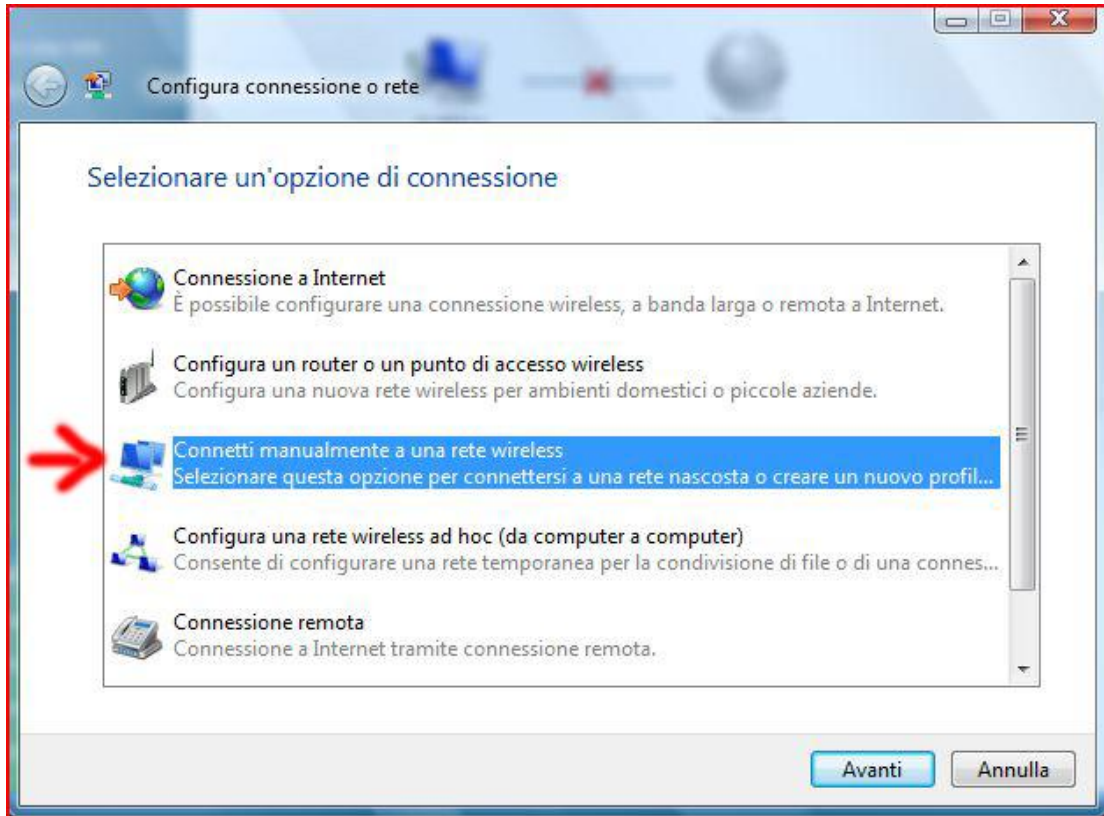 Configura connessione o rete
Selezionare un'opzione di connessione
Connessione a Internet
È possibile configurare una connessione wireless, a banda larga o remota a Internet.
Configura un router o un punto di accesso wireless
Configura una nuova rete wireless per ambienti domestici o piccole aziende.
Connetti manualmente a una rete wireless
Selezionare questa opzione per connettersi a una rete nascosta o creare un nuovo profil...
Configura una rete wireless ad hoc (da computer a computer)
Consente di configurare una rete temporanea per la condivisione di file o di una connes...
Connessione remota
Connessione a Internet tramite connessione remota.
Avanti Annulla